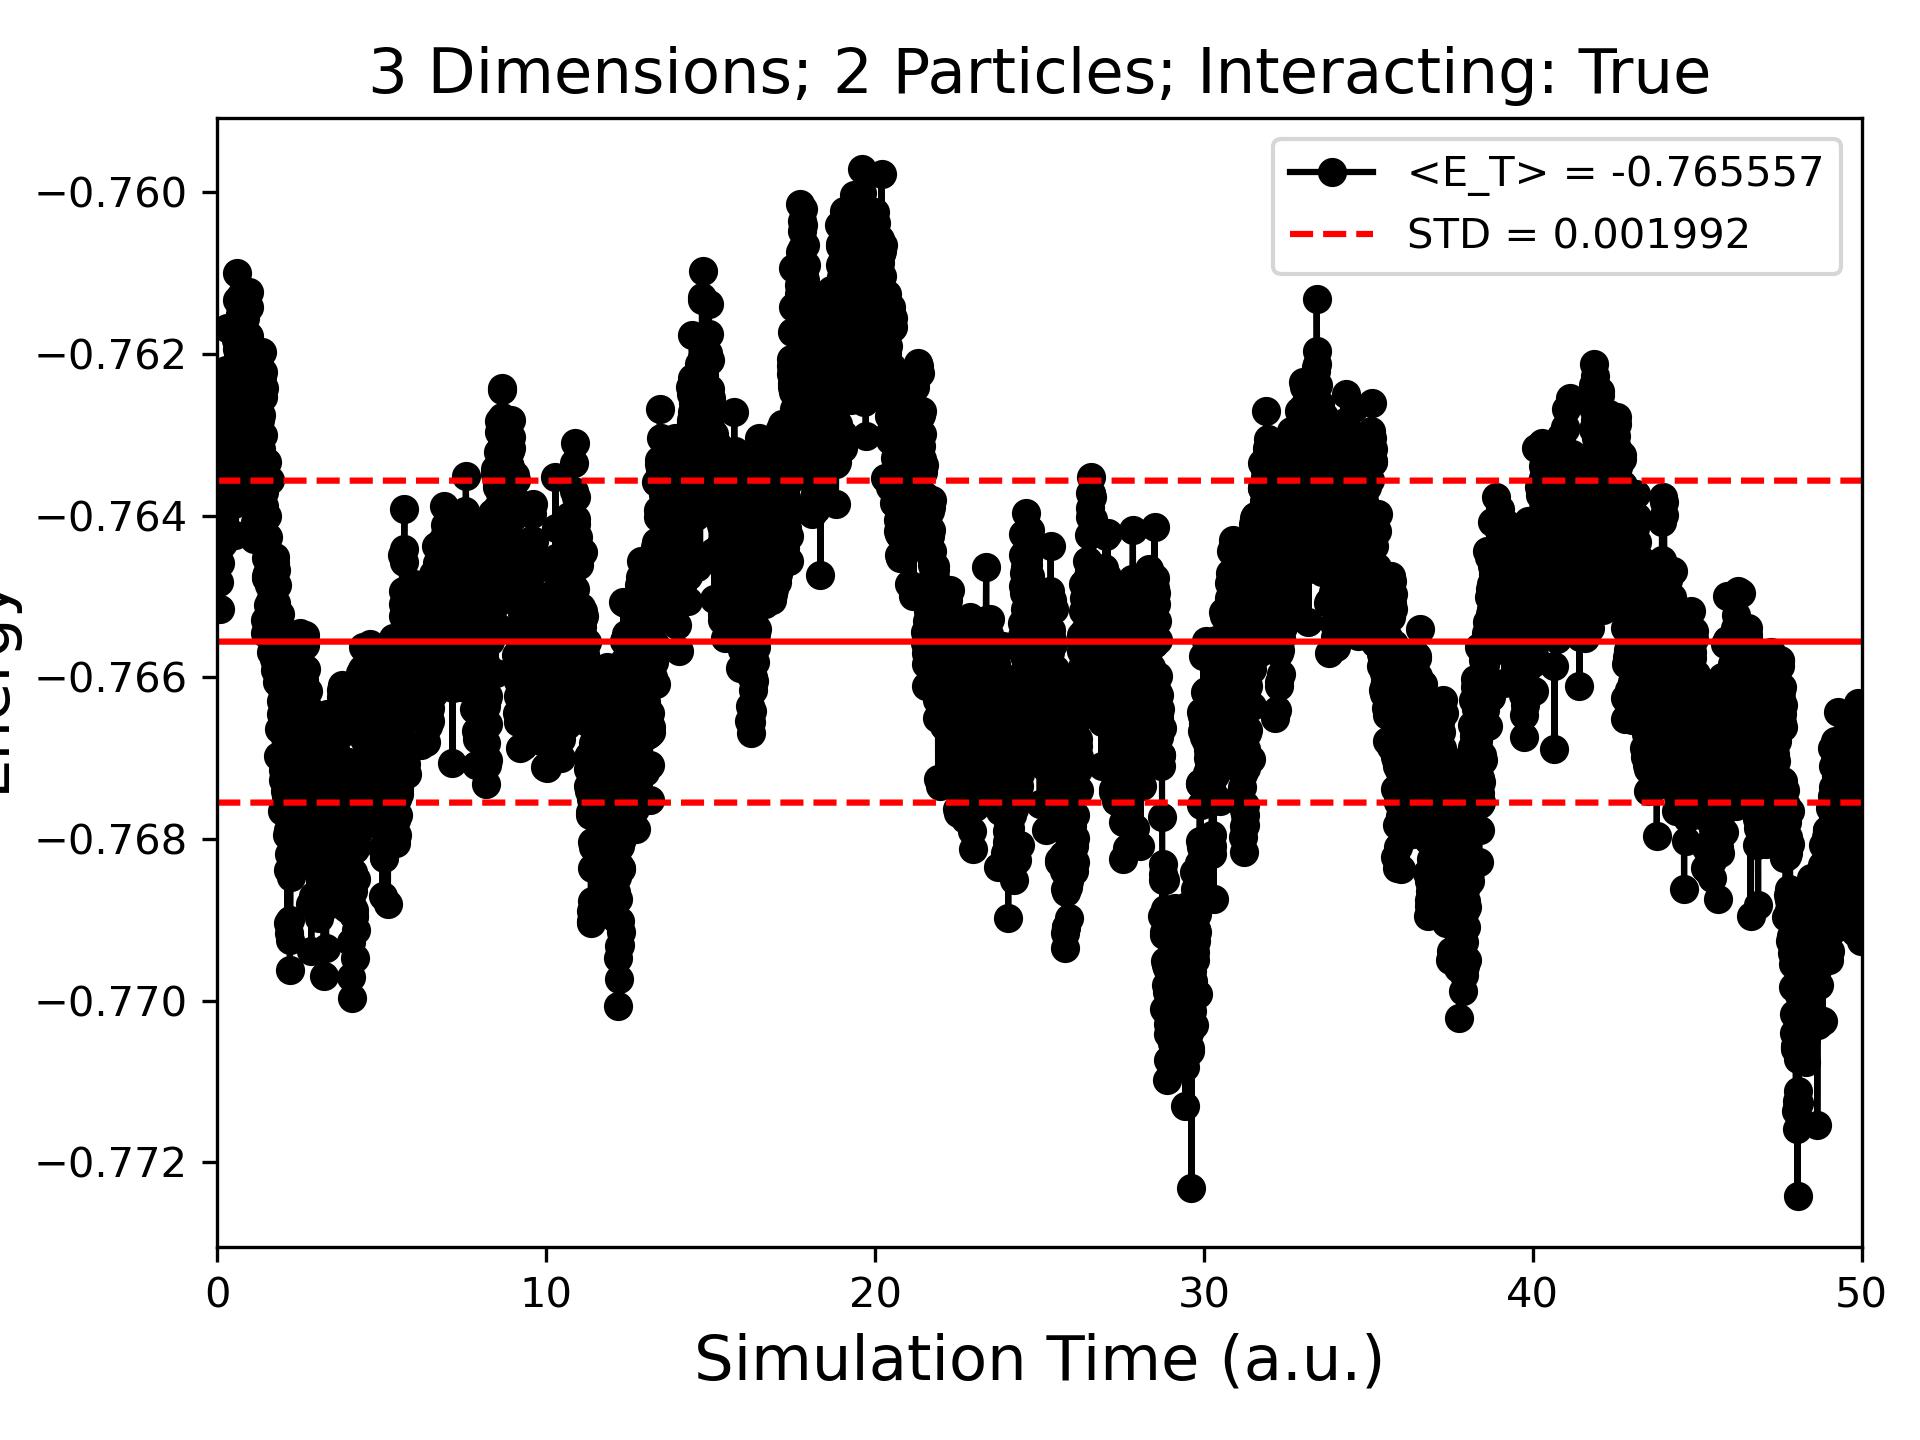 3 Dimensions; 2 Particles; Interacting: True
<E_T> = -0.765557
STD = 0.001992
−0.760
−0.762
−0.764
−0.766
−0.768
−0.770
−0.772
Energy
0 10 20 30 40 50
Simulation Time (a.u.)